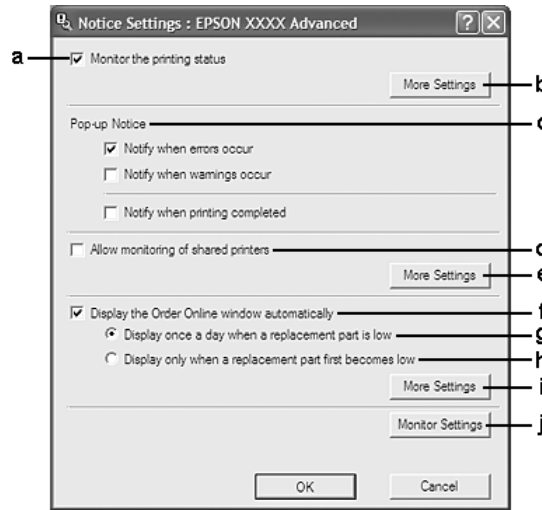 Notice Settings : EPSON XXXX Advanced
a Monitor the printing status
More Settings b
Pop-up Notice c
Notify when errors occur
Notify when warnings occur
Notify when printing completed
Allow monitoring of shared printers d
More Settings e
Display the Order Online window automatically f
Display once a day when a replacement part is low g
Display only when a replacement part first becomes low h
More Settings i
Monitor Settings j
OK Cancel